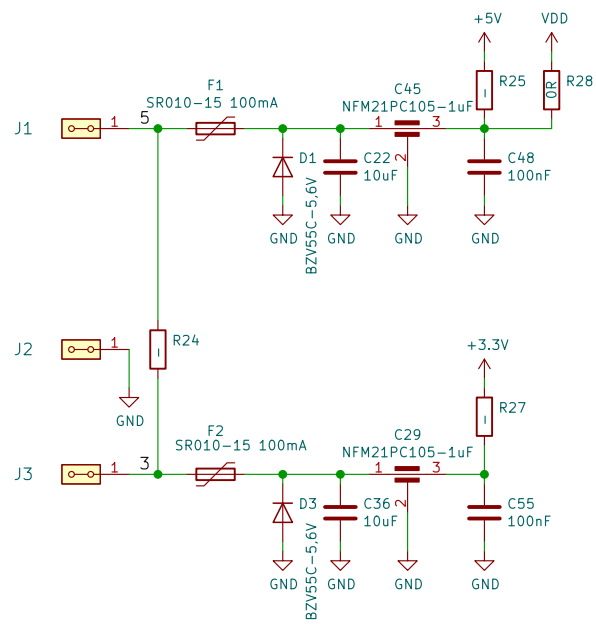 +5V
VDD
F1
SR010-15 100mA
C45
NFM21PC105-1uF
R25
–
R28
0R
J1
1
5
1
3
2
D1
BZV55C-5,6V
C22
10uF
C48
100nF
GND
GND
GND
GND
J2
1
R24
–
GND
+3.3V
R27
–
F2
SR010-15 100mA
C29
NFM21PC105-1uF
J3
1
3
1
3
2
D3
BZV55C-5,6V
C36
10uF
C55
100nF
GND
GND
GND
GND